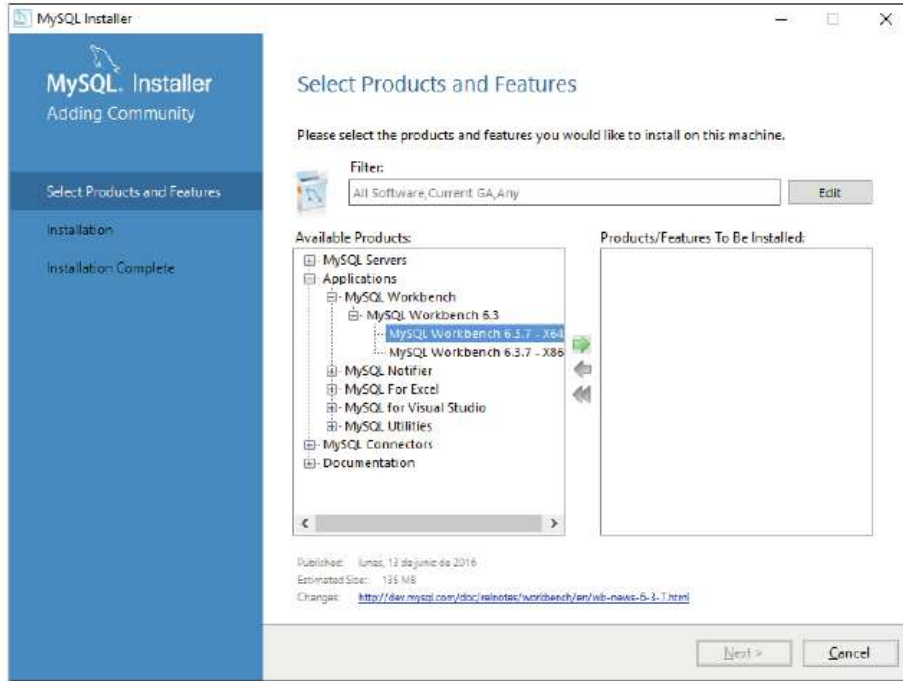 MySQL Installer
MySQL. Installer
Adding Community
Select Products and Features
Installation
Installation Complete
Select Products and Features
Please select the products and features you would like to install on this machine.
Filter:
All Software,Current GA,Any
Edit
Available Products:
MySQL Servers
Applications
MySQL Workbench
MySQL Workbench 6.3
MySQL Workbench 6.3.7 - X64
MySQL Workbench 6.3.7 - X86
MySQL Notifier
MySQL For Excel
MySQL for Visual Studio
MySQL Utilities
MySQL Connectors
Documentation
Products/Features To Be Installed:
Published: lunes, 13 de junio de 2016
Estimated Size: 135 MB
Changes: http://dev.mysql.com/doc/relnotes/workbench/en/wb-news-6-3-7.html
Next >
Cancel